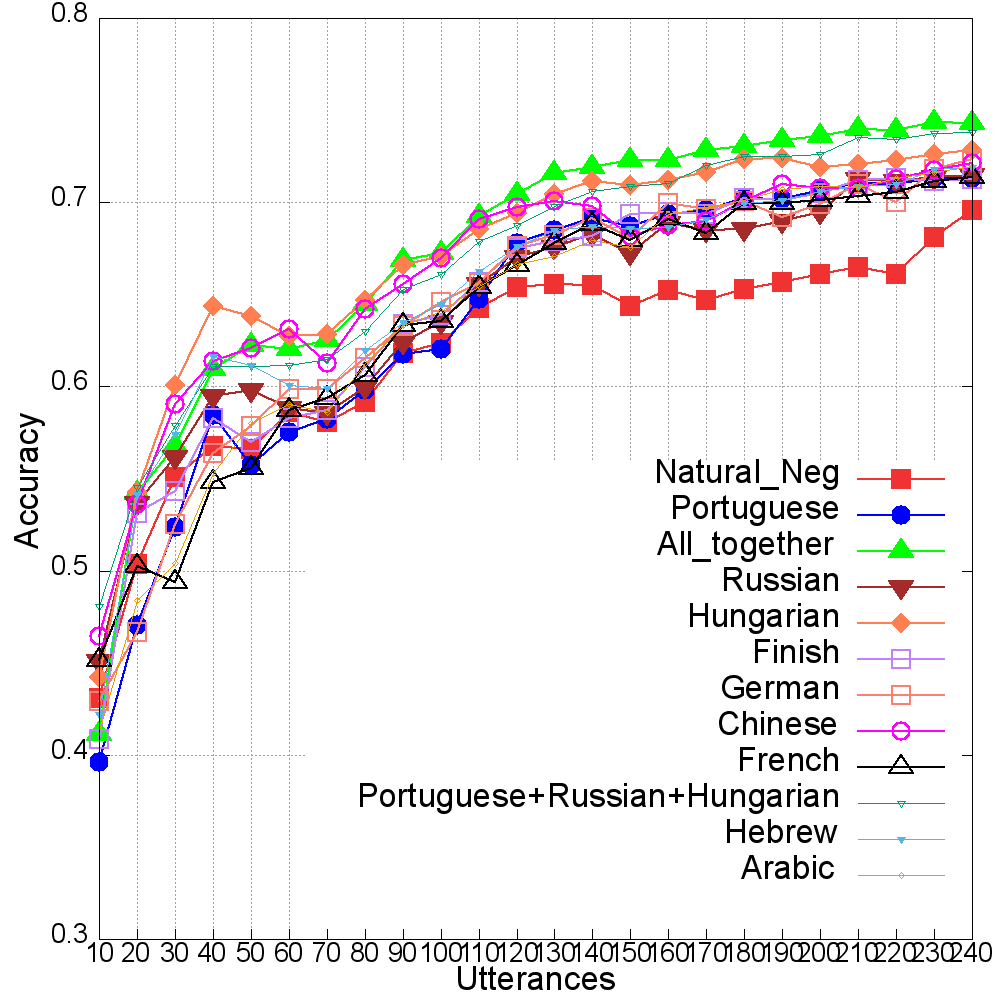 0.8
0.7
0.6
0.5
0.4
0.3
Accuracy
Natural_Neg
Portuguese
All_together
Russian
Hungarian
Finish
German
Chinese
French
Portuguese+Russian+Hungarian
Hebrew
Arabic
10 20 30 40 50 60 70 80 90 100 110 120 130 140 150 160 170 180 190 200 210 220 230 240
Utterances